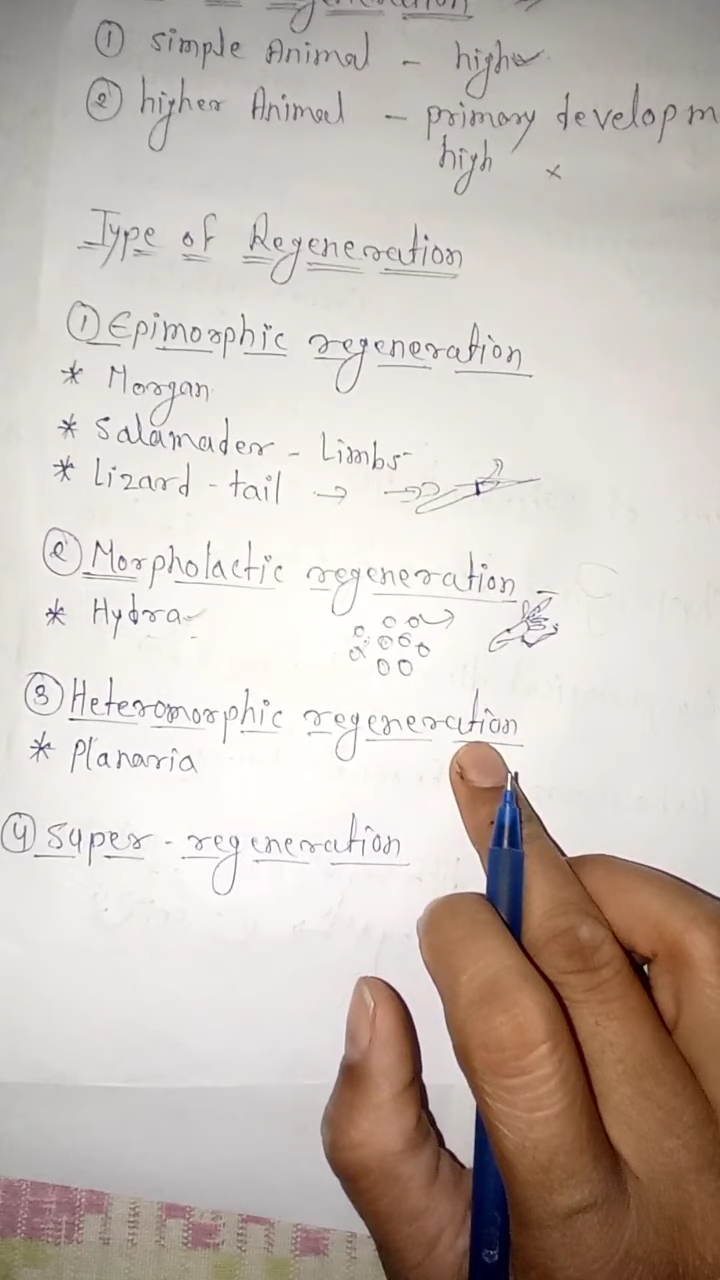 ① simple Animal - high
② higher Animal - primary developm
high ×
Type of Regeneration
① Epimorphic regeneration
* Morgan
* Salamader - Limbs
* Lizard - tail →
② Morpholactic regeneration -
* Hydra
③ Heteromorphic regeneration
* Planaria
④ Super - regeneration